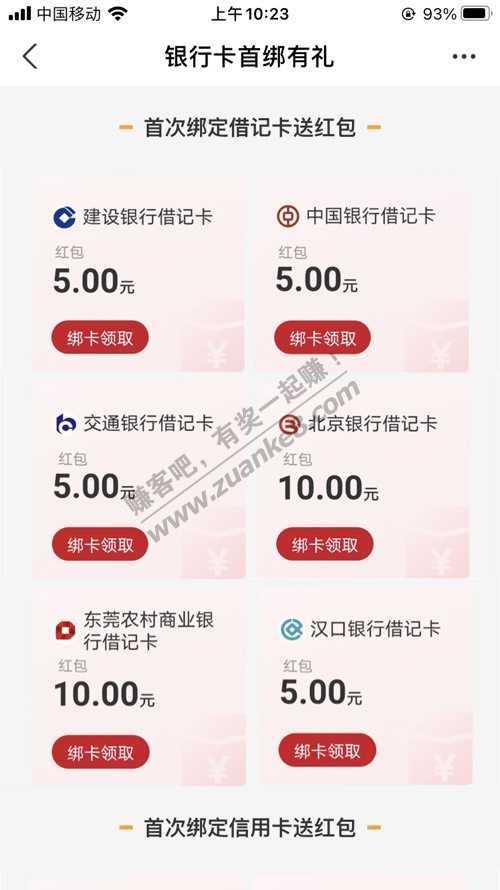 中国移动
上午10:23
93%
银行卡首绑有礼
首次绑定借记卡送红包
建设银行借记卡
红包
5.00元
绑卡领取
中国银行借记卡
红包
5.00元
绑卡领取
交通银行借记卡
红包
5.00元
绑卡领取
北京银行借记卡
红包
10.00元
绑卡领取
赚客吧，有奖一起赚！
www.zuanke8.com
东莞农村商业银
行借记卡
红包
10.00元
绑卡领取
汉口银行借记卡
红包
5.00元
绑卡领取
首次绑定信用卡送红包